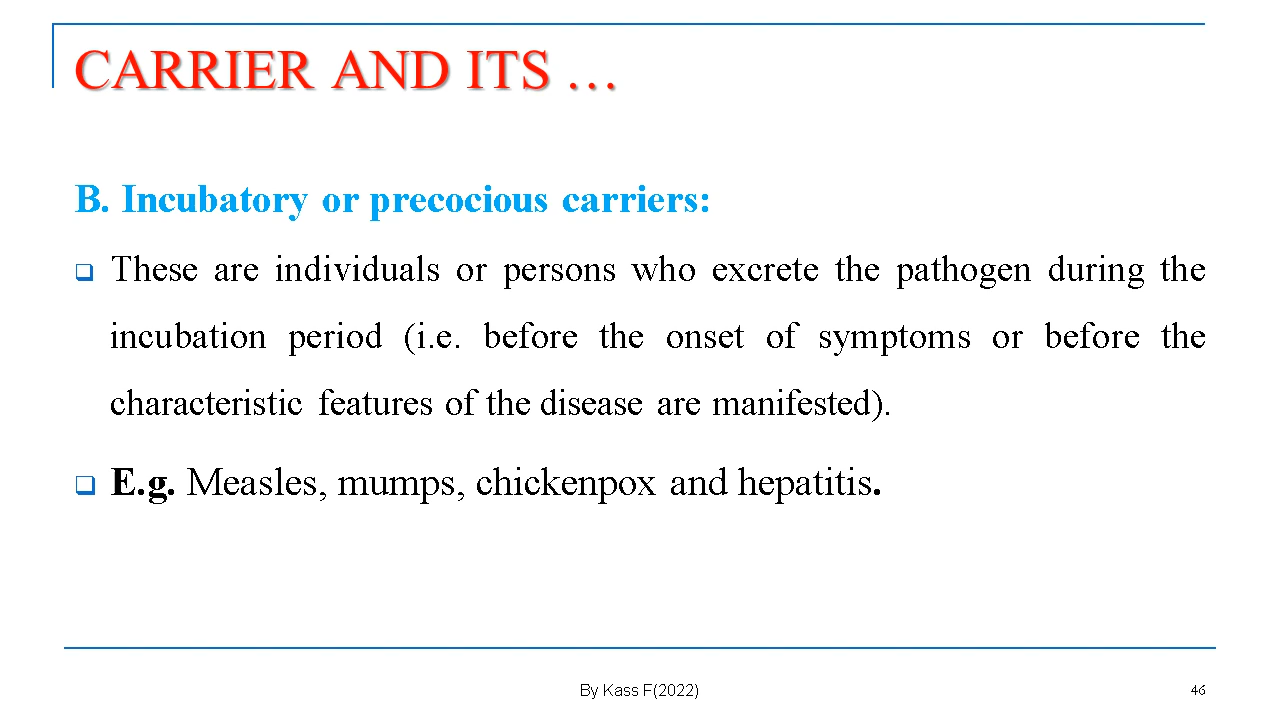 CARRIER AND ITS …
B. Incubatory or precocious carriers:
These are individuals or persons who excrete the pathogen during the
incubation period (i.e. before the onset of symptoms or before the
characteristic features of the disease are manifested).
E.g. Measles, mumps, chickenpox and hepatitis.
By Kass F(2022)
46